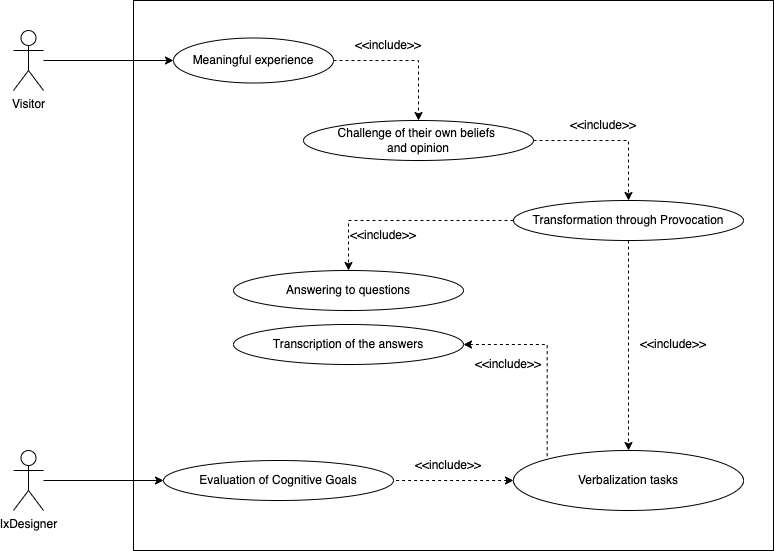 <<include>>
Meaningful experience
Visitor
<<include>>
Challenge of their own beliefs
and opinion
Transformation through Provocation
<<include>>
Answering to questions
Transcription of the answers
<<include>>
<<include>>
<<include>>
Evaluation of Cognitive Goals
Verbalization tasks
IxDesigner